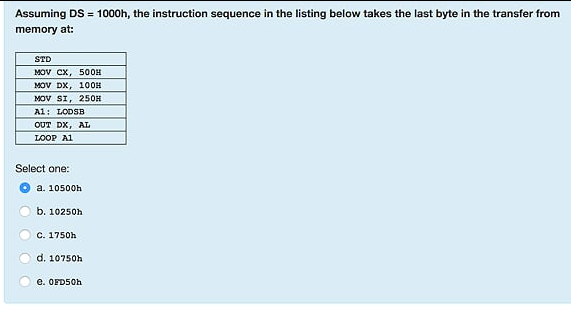 Assuming DS = 1000h, the instruction sequence in the listing below takes the last byte in the transfer from
memory at:
STD
MOV CX, 500H
MOV DX, 100H
MOV SI, 250H
A1: LODSB
OUT DX, AL
LOOP A1
Select one:
a. 10500h
b. 10250h
c. 1750h
d. 10750h
e. 0FD50h